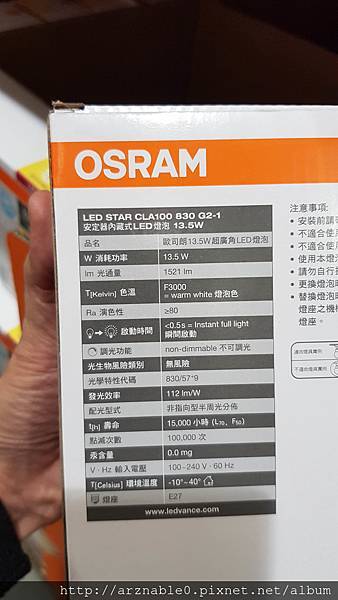 OSRAM
LED STAR CLA100 830 G2-1
安定器內藏式LED燈泡 13.5W
品名 歐司朗13.5W超廣角LED燈泡
W 消耗功率 13.5 W
lm 光通量 1521 lm
T[Kelvin] 色溫 F3000
= warm white 燈泡色
Ra 演色性 ≥80
啟動時間 <0.5s = Instant full light
瞬間啟動
調光功能 non-dimmable 不可調光
光生物風險類別 無風險
光學特性代碼 830/57*9
發光效率 112 lm/W
配光型式 非指向型半周光分佈
t[h] 壽命 15,000 小時 (L70、F50)
點滅次數 100,000 次
汞含量 0.0 mg
V · Hz 輸入電壓 100~240 V · 60 Hz
T[Celsius] 環境溫度 -10°~40°
燈座 E27
www.ledvance.com
注意事項:
• 安裝前請
• 不適合使
• 不適合使
• 使用本燈
• 請勿自行
• 更換燈泡
• 替換燈泡
燈座之機
燈座。
http://arznable0.pixnet.net/album